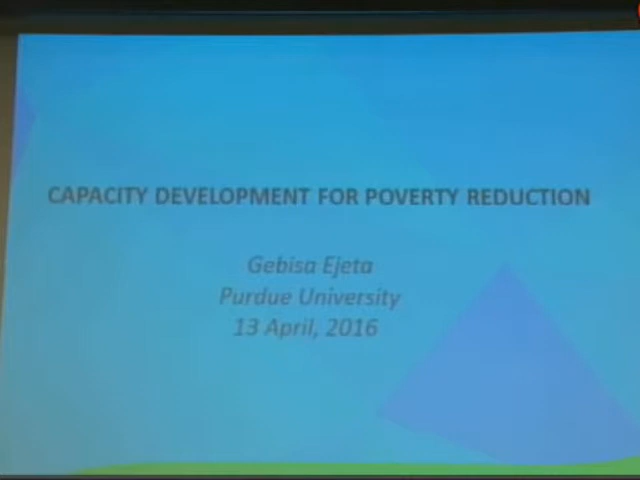 CAPACITY DEVELOPMENT FOR POVERTY REDUCTION
Gebisa Ejeta
Purdue University
13 April, 2016